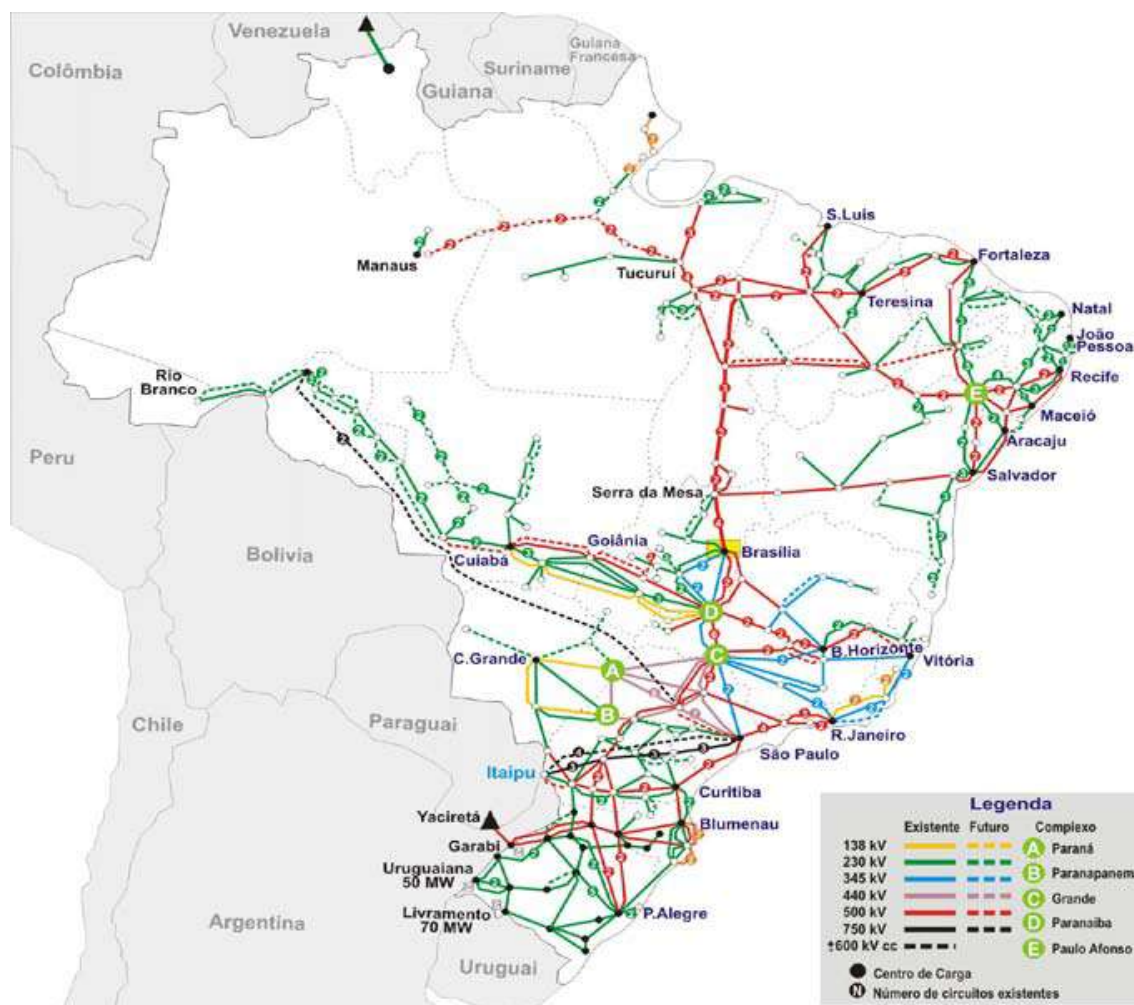 Venezuela
Guiana
Francesa
Suriname
Colômbia
Guiana
S.Luis
Fortaleza
Manaus
Tucuruí
Teresina
Natal
João
Pessoa
Rio
Branco
Recife
E
Maceió
Aracaju
Peru
Salvador
Serra da Mesa
Goiânia
Brasília
Cuiabá
Bolivia
D
C
B.Horizonte
Vitória
C.Grande
A
B
Chile
Paraguai
R.Janeiro
São Paulo
Itaipu
Curitiba
Yaciretá
Blumenau
Garabi
Uruguaiana
50 MW
Livramento
70 MW
P.Alegre
Argentina
Uruguai
Legenda
Existente Futuro Complexo
138 kV A Paraná
230 kV B Paranapanem
345 kV
440 kV C Grande
500 kV D Paranaiba
750 kV
±600 kV cc E Paulo Afonso
Centro de Carga
N Número de circuitos existentes